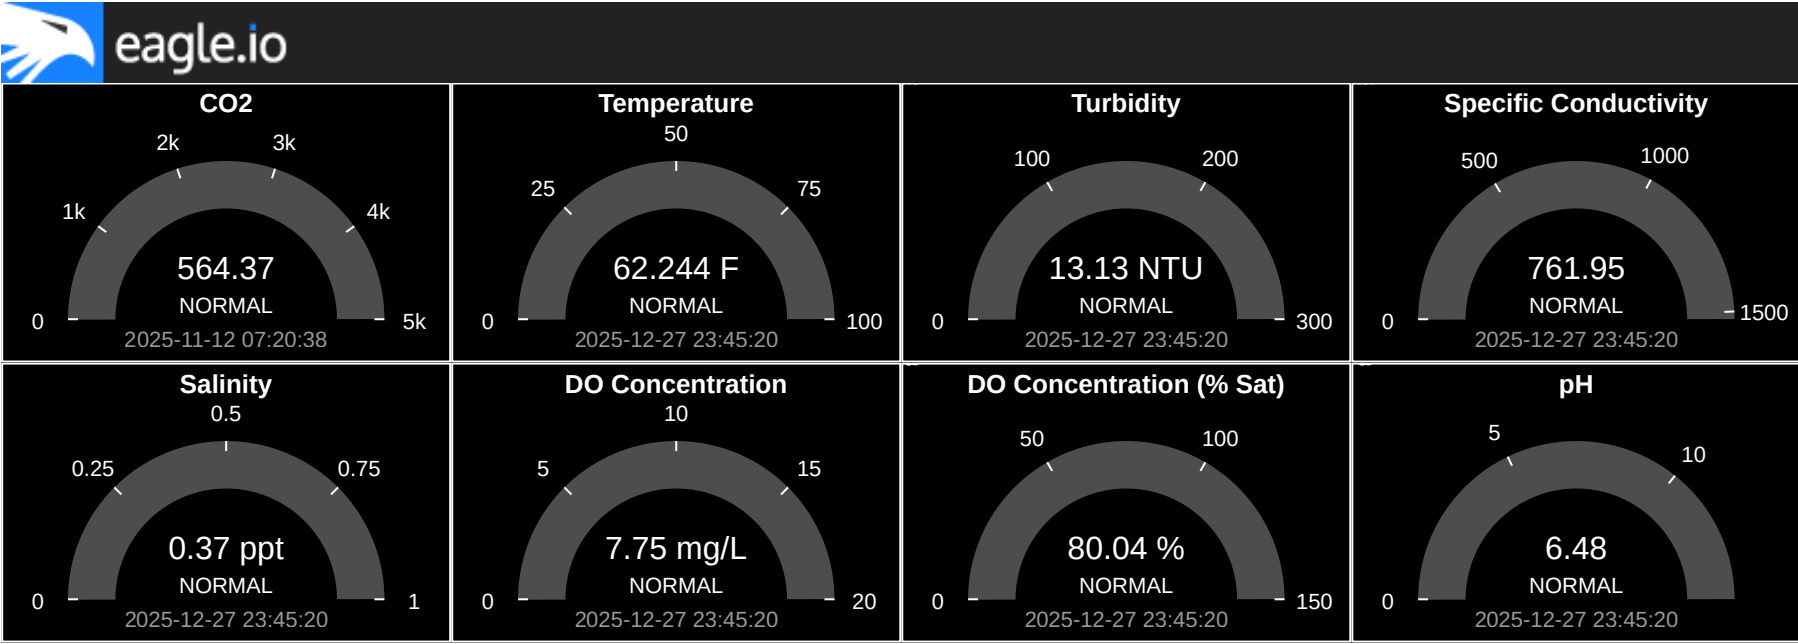 eagle.io
CO2
2k
3k
1k
4k
564.37
NORMAL
0
5k
2025-11-12 07:20:38
Temperature
50
25
75
62.244 F
NORMAL
0
100
2025-12-27 23:45:20
Turbidity
100
200
13.13 NTU
NORMAL
0
300
2025-12-27 23:45:20
Specific Conductivity
500
1000
761.95
NORMAL
0
1500
2025-12-27 23:45:20
Salinity
0.5
0.25
0.75
0.37 ppt
NORMAL
0
1
2025-12-27 23:45:20
DO Concentration
10
5
15
7.75 mg/L
NORMAL
0
20
2025-12-27 23:45:20
DO Concentration (% Sat)
50
100
80.04 %
NORMAL
0
150
2025-12-27 23:45:20
pH
5
10
6.48
NORMAL
0
2025-12-27 23:45:20